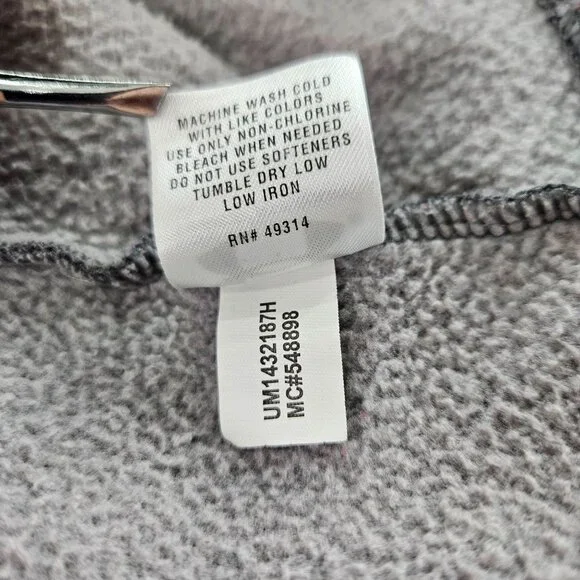 MACHINE WASH COLD
WITH LIKE COLORS
USE ONLY NON-CHLORINE
BLEACH WHEN NEEDED
DO NOT USE SOFTENERS
TUMBLE DRY LOW
LOW IRON
RN# 49314
UM1432187H
MC#548898